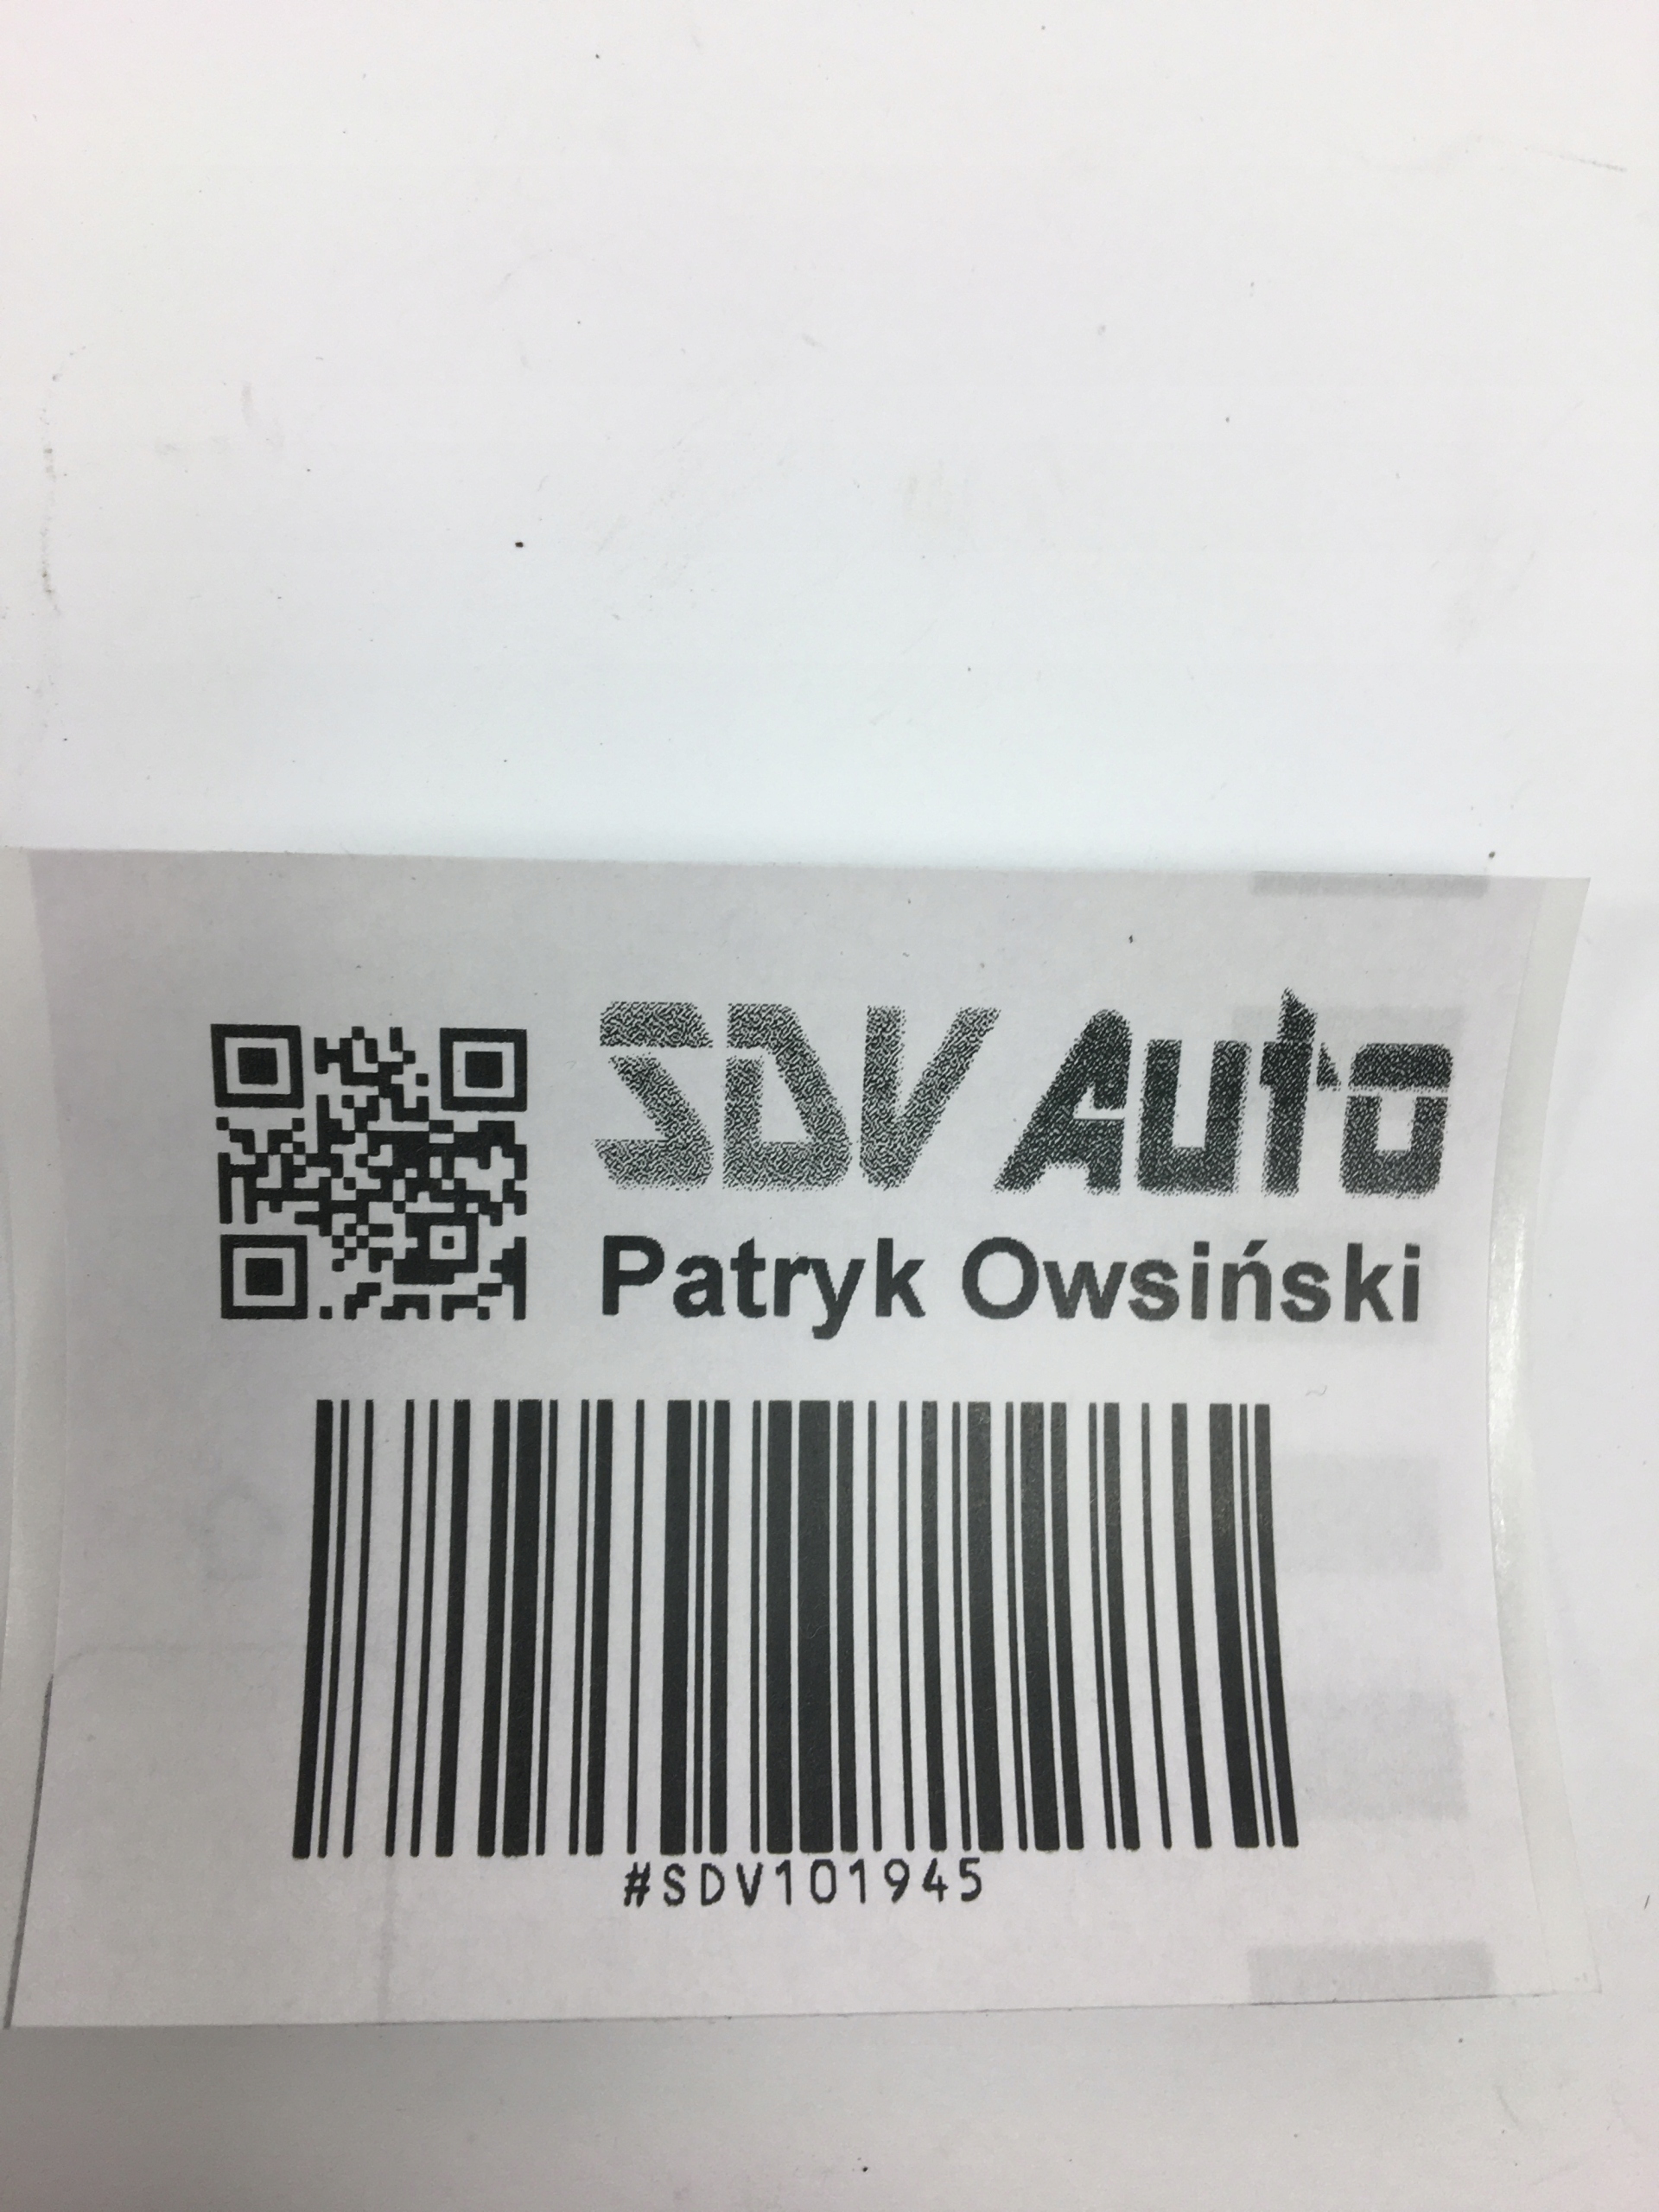 SDV Auto
Patryk Owsiński
#SDV101945